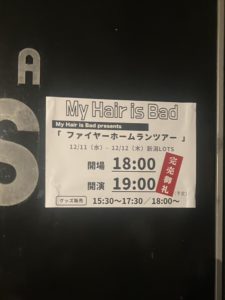 A
S
My Hair is Bad
My Hair is Bad presents
「 ファイヤーホームランツアー 」
12/11（水）- 12/12（木）新潟LOTS
開場 18:00
開演 19:00
完売御礼
グッズ販売 15:30〜17:30／18:00〜